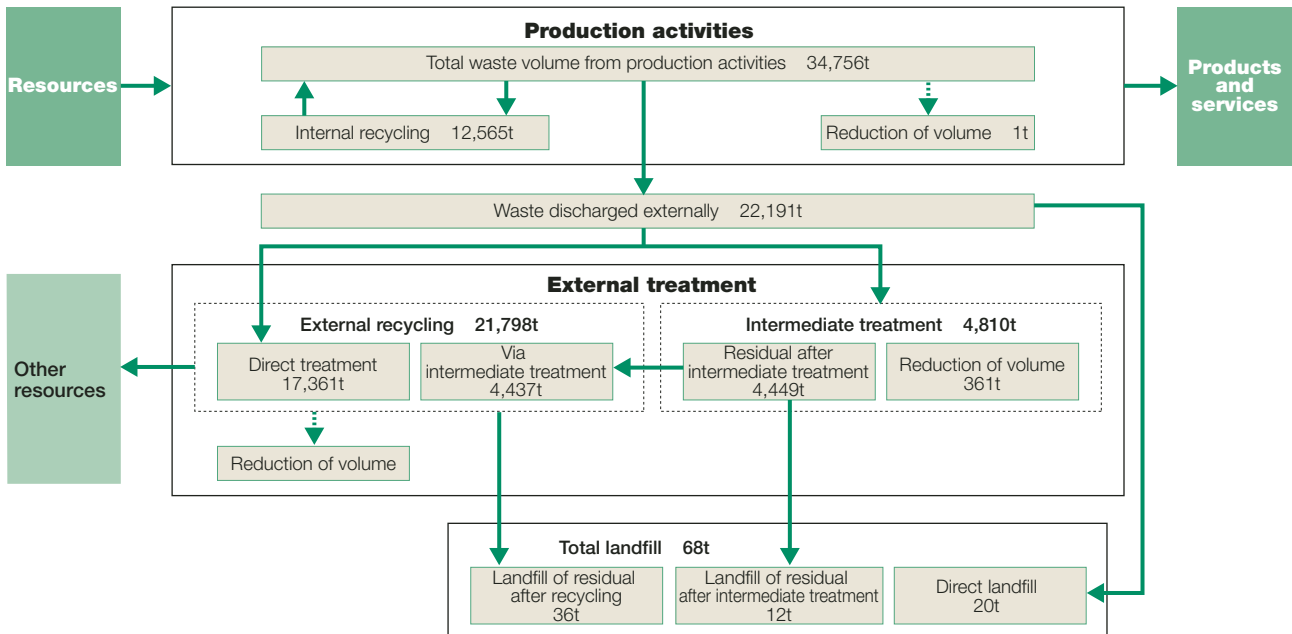 Production activities
Total waste volume from production activities 34,756t
Resources
Products
and
services
Internal recycling 12,565t
Reduction of volume 1t
Waste discharged externally 22,191t
External treatment
External recycling 21,798t
Intermediate treatment 4,810t
Other
resources
Direct treatment
17,361t
Via
intermediate treatment
4,437t
Residual after
intermediate treatment
4,449t
Reduction of volume
361t
Reduction of volume
Total landfill 68t
Landfill of residual
after recycling
36t
Landfill of residual
after intermediate treatment
12t
Direct landfill
20t